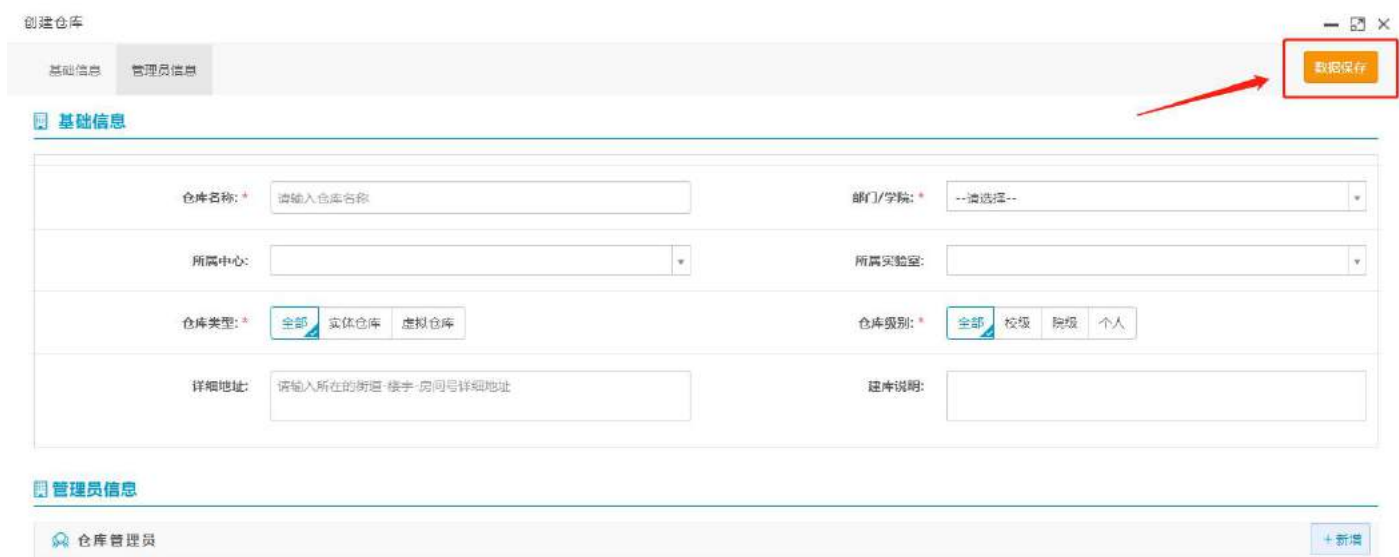 创建仓库
基础信息 管理员信息 数据保存
基础信息
仓库名称:* 请输入仓库名称 部门/学院:* --请选择--
所属中心: 所属实验室:
仓库类型:* 全部 实体仓库 虚拟仓库 仓库级别:* 全部 校级 院级 个人
详细地址: 请输入所在的街道-楼宇-房间号详细地址 建库说明:
管理员信息
仓库管理员 +新增